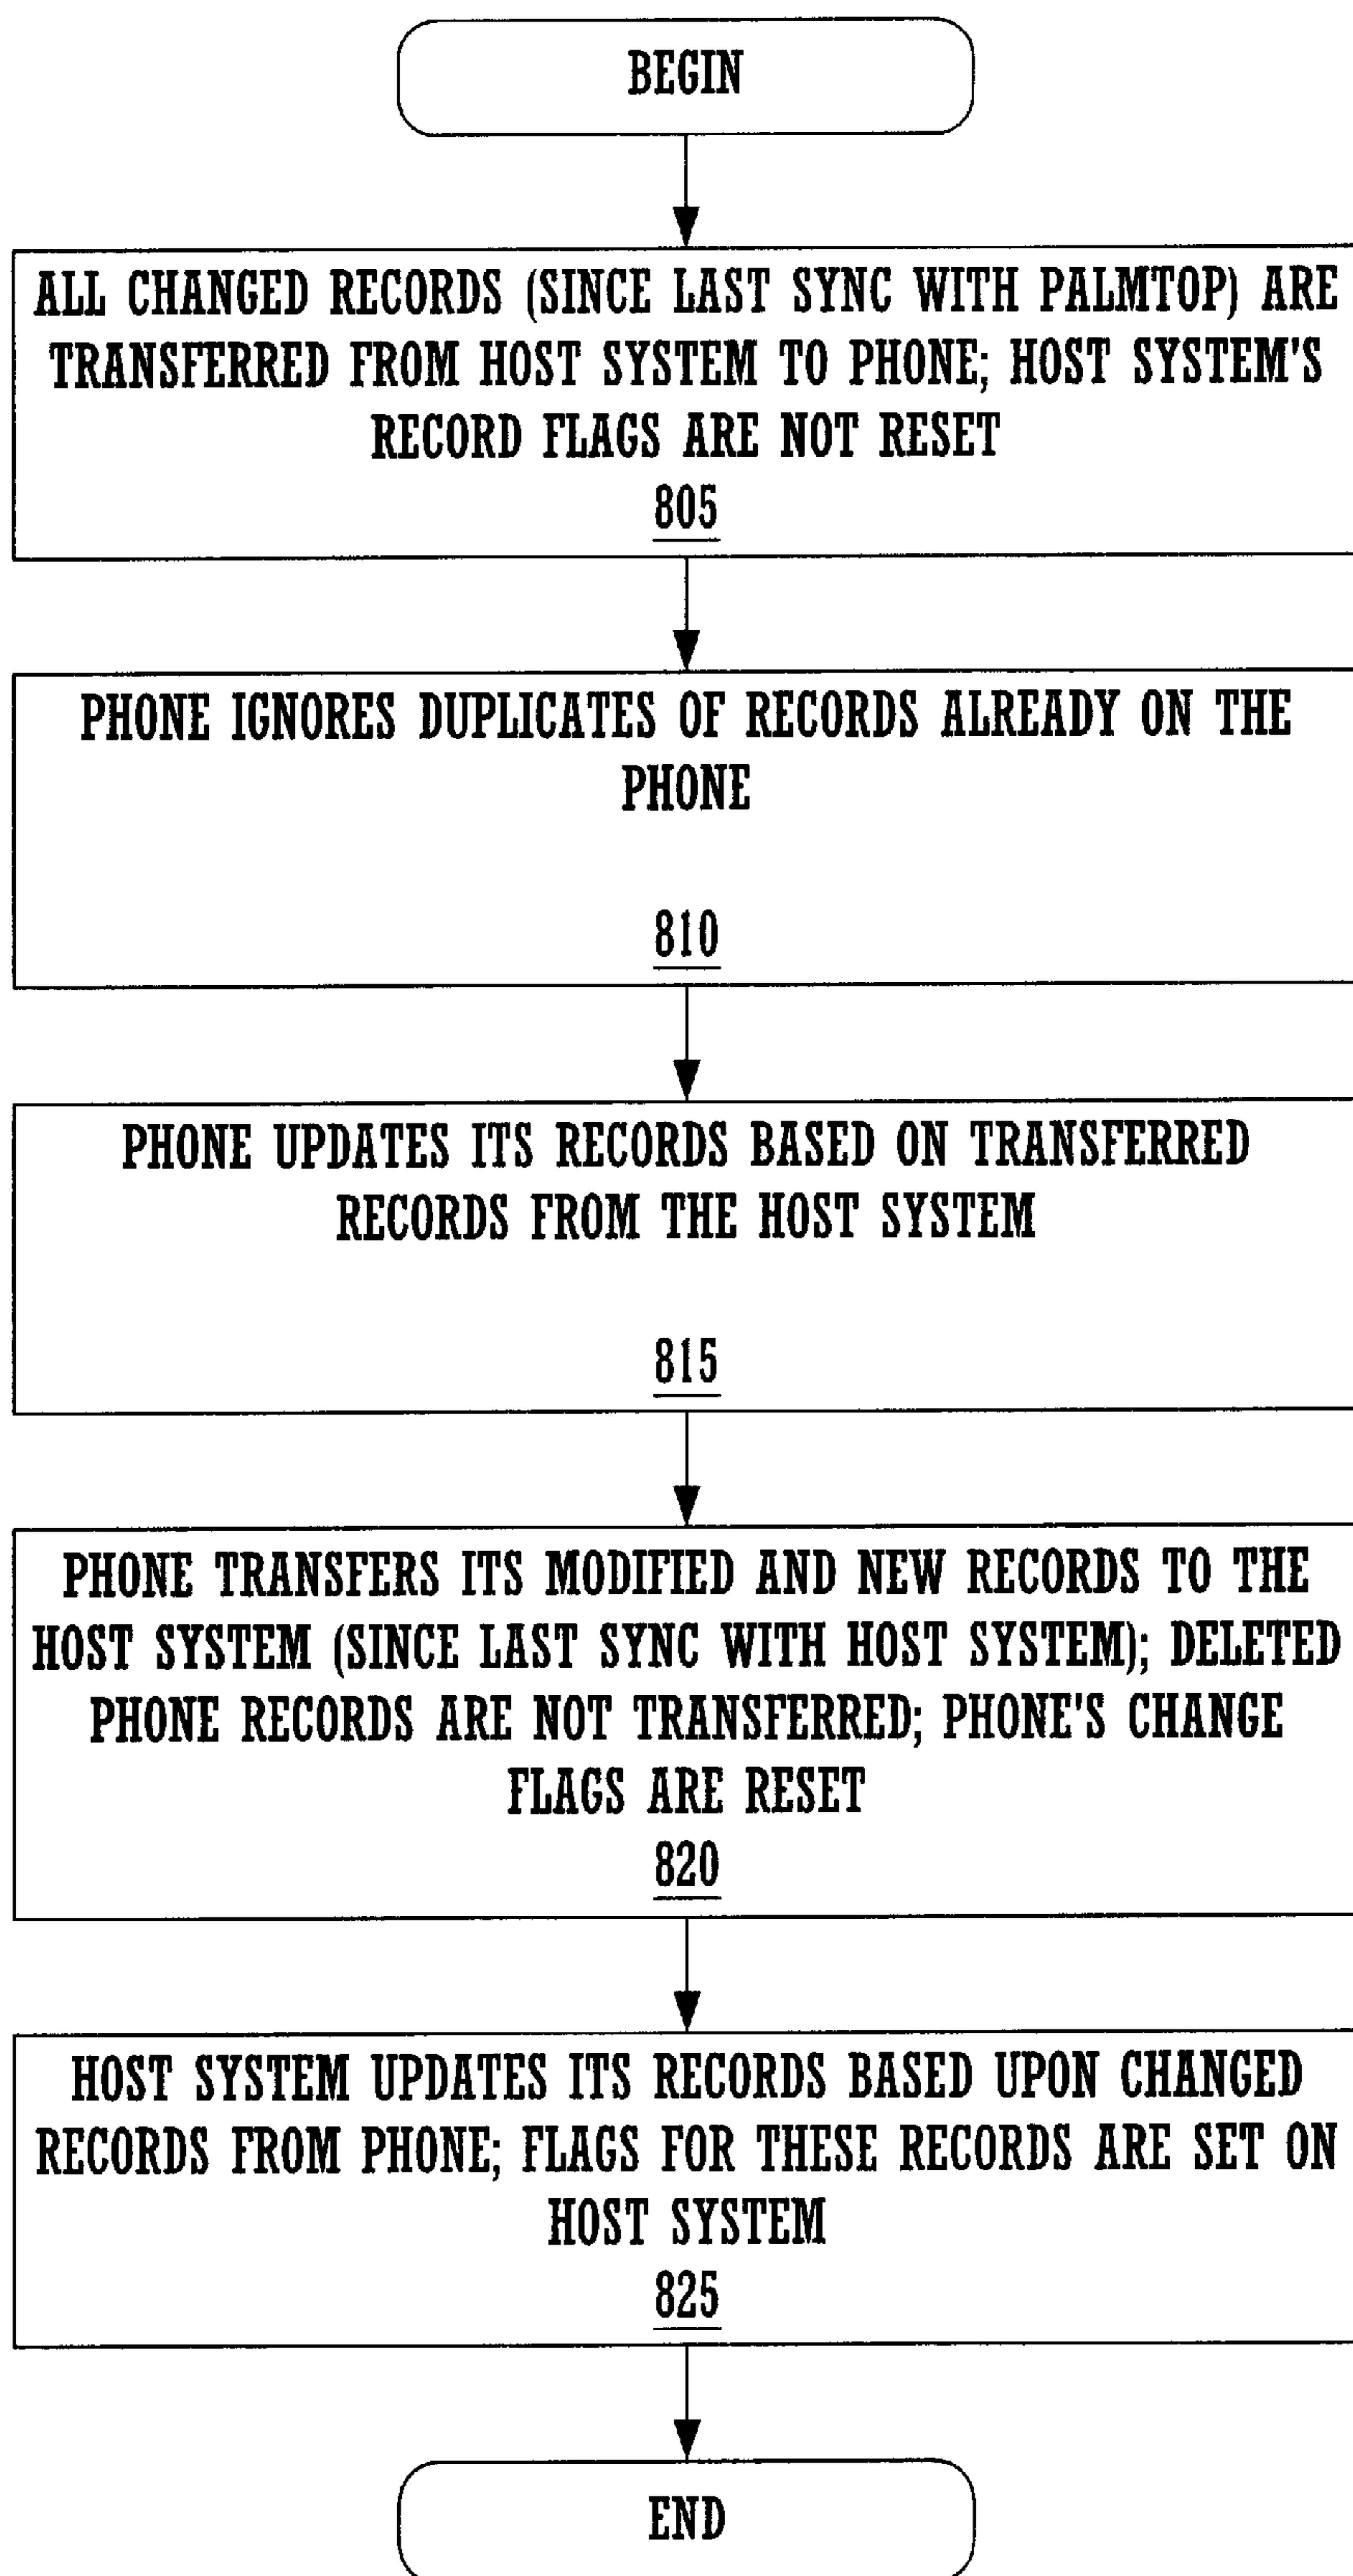 BEGIN
ALL CHANGED RECORDS (SINCE LAST SYNC WITH PALMTOP) ARE
TRANSFERRED FROM HOST SYSTEM TO PHONE; HOST SYSTEM'S
RECORD FLAGS ARE NOT RESET
805
PHONE IGNORES DUPLICATES OF RECORDS ALREADY ON THE
PHONE
810
PHONE UPDATES ITS RECORDS BASED ON TRANSFERRED
RECORDS FROM THE HOST SYSTEM
815
PHONE TRANSFERS ITS MODIFIED AND NEW RECORDS TO THE
HOST SYSTEM (SINCE LAST SYNC WITH HOST SYSTEM); DELETED
PHONE RECORDS ARE NOT TRANSFERRED; PHONE'S CHANGE
FLAGS ARE RESET
820
HOST SYSTEM UPDATES ITS RECORDS BASED UPON CHANGED
RECORDS FROM PHONE; FLAGS FOR THESE RECORDS ARE SET ON
HOST SYSTEM
825
END